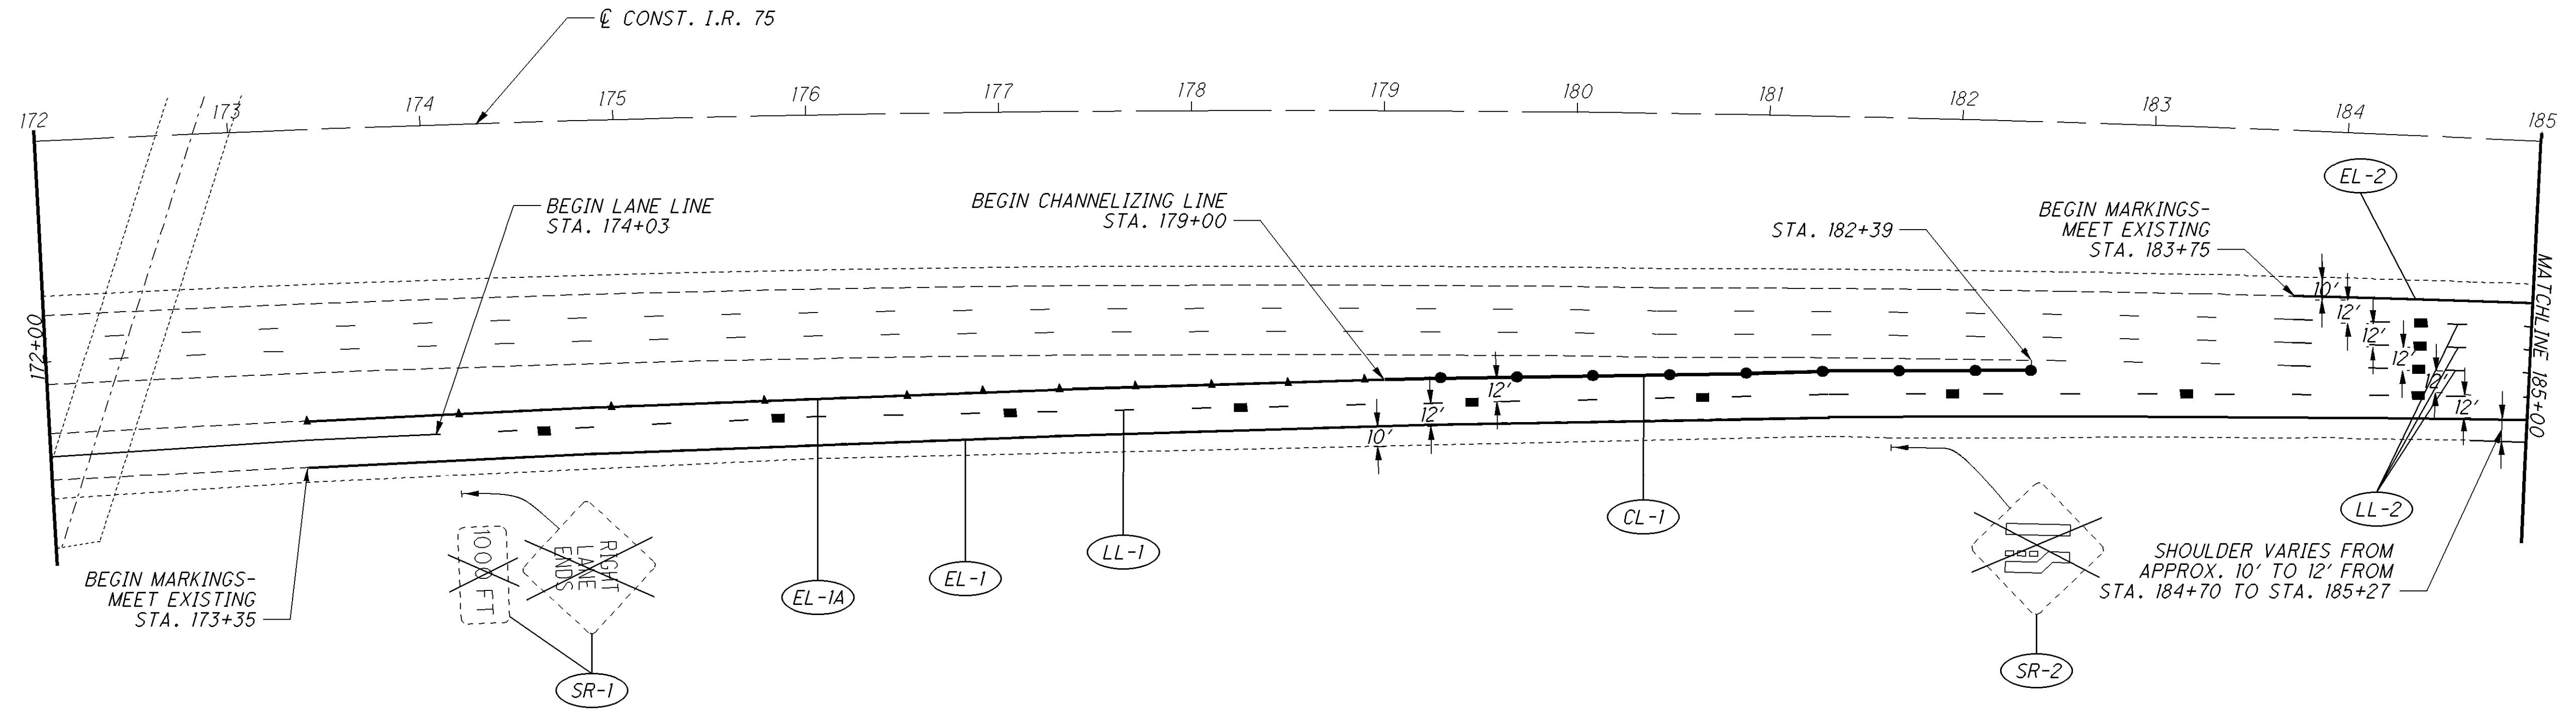 ℄ CONST. I.R. 75
172
173
174
175
176
177
178
179
180
181
182
183
184
185
EL-2
BEGIN LANE LINE
STA. 174+03
BEGIN CHANNELIZING LINE
STA. 179+00
STA. 182+39
BEGIN MARKINGS-
MEET EXISTING
STA. 183+75
172+00
MATCHLINE 185+00
10'
12'
12'
12'
12'
12'
12'
12'
10'
BEGIN MARKINGS-
MEET EXISTING
STA. 173+35
1000 FT
RIGHT
LANE
ENDS
SR-1
EL-1A
EL-1
LL-1
CL-1
SR-2
LL-2
SHOULDER VARIES FROM
APPROX. 10' TO 12' FROM
STA. 184+70 TO STA. 185+27